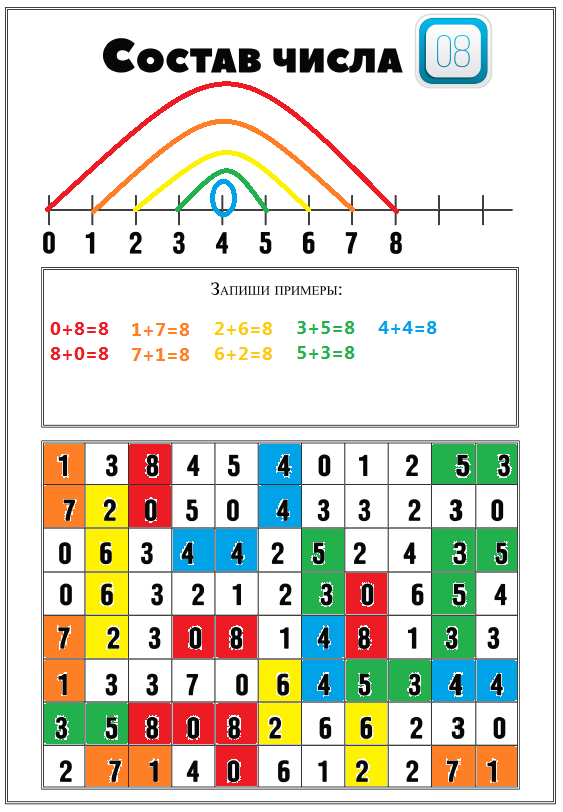 Состав числа 08
0 1 2 3 4 5 6 7 8
Запиши примеры:
0+8=8 1+7=8 2+6=8 3+5=8 4+4=8
8+0=8 7+1=8 6+2=8 5+3=8
1 3 8 4 5 4 0 1 2 5 3
7 2 0 5 0 4 3 3 2 3 0
0 6 3 4 4 2 5 2 4 3 5
0 6 3 2 1 2 3 0 6 5 4
7 2 3 0 8 1 4 8 1 3 3
1 3 3 7 0 6 4 5 3 4 4
3 5 8 0 8 2 6 6 2 3 0
2 7 1 4 0 6 1 2 2 7 1